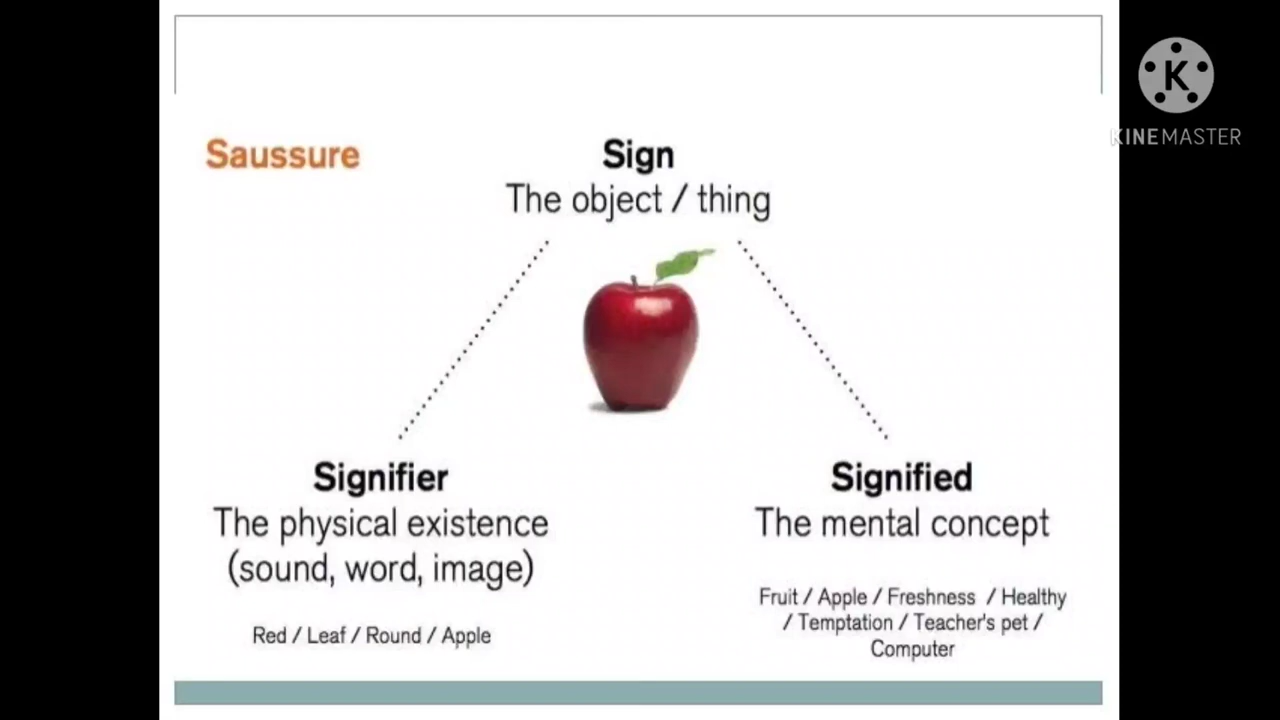 K
KINEMASTER
Saussure
Sign
The object / thing
Signifier
The physical existence
(sound, word, image)
Red / Leaf / Round / Apple
Signified
The mental concept
Fruit / Apple / Freshness / Healthy
/ Temptation / Teacher's pet /
Computer